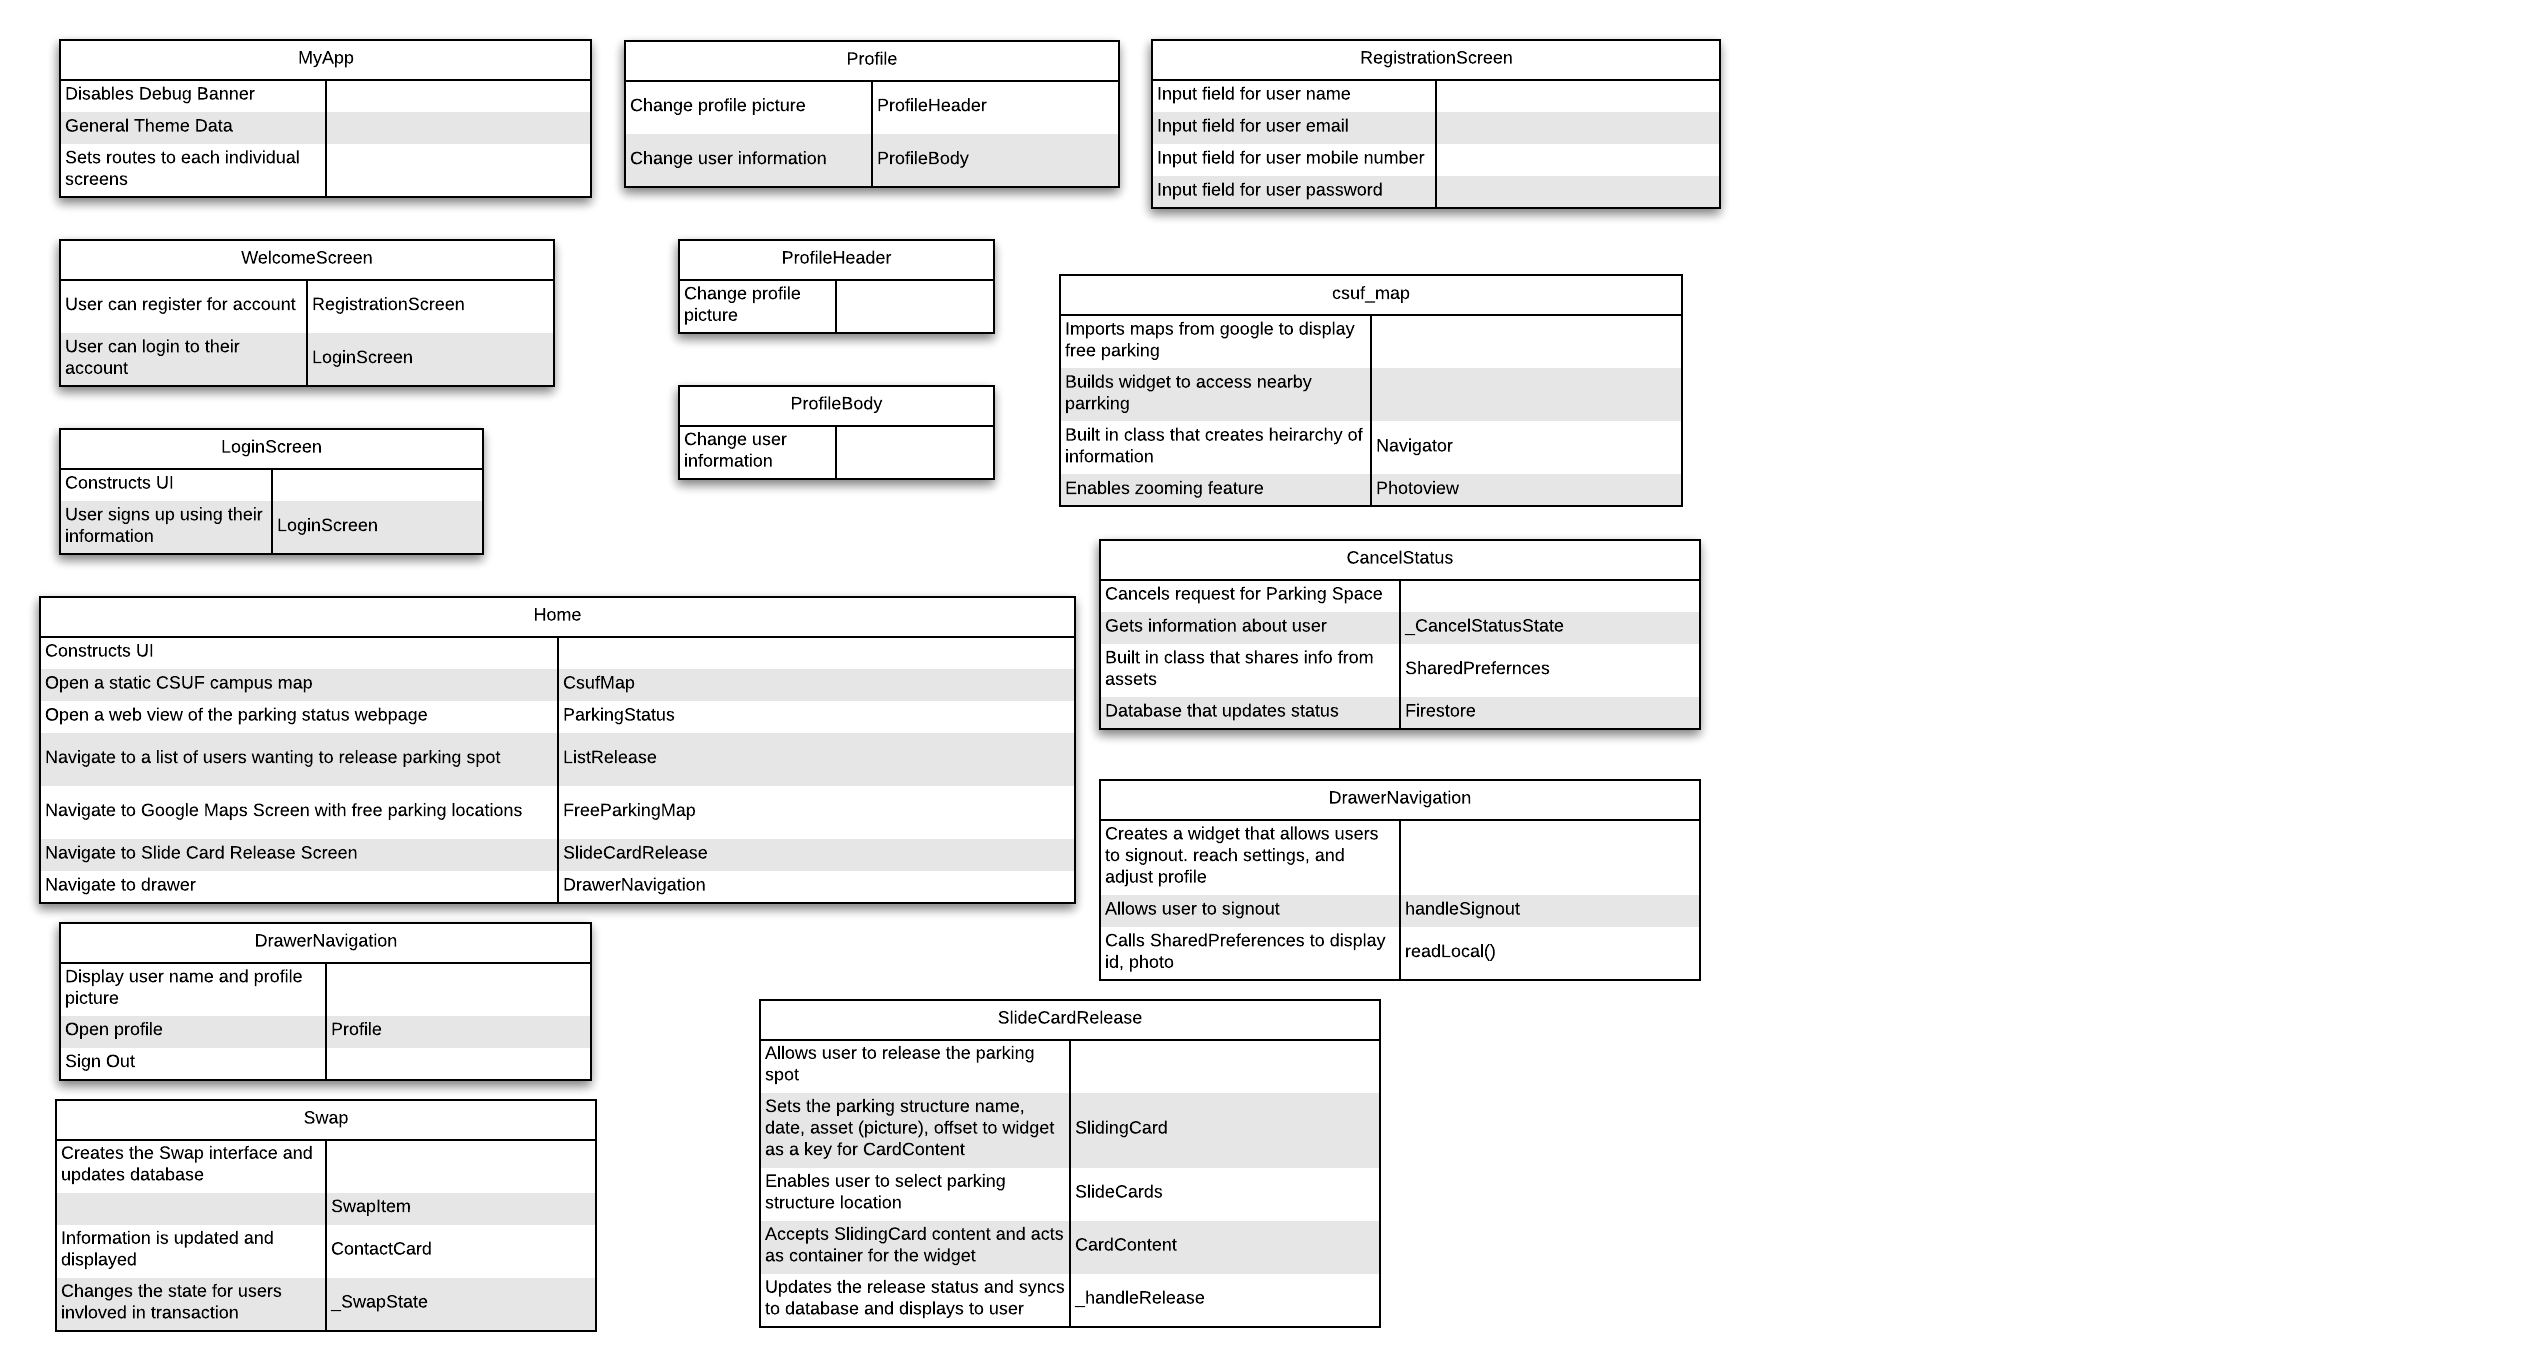 MyApp
Disables Debug Banner
General Theme Data
Sets routes to each individual
screens
Profile
Change profile picture
ProfileHeader
Change user information
ProfileBody
RegistrationScreen
Input field for user name
Input field for user email
Input field for user mobile number
Input field for user password
WelcomeScreen
User can register for account
RegistrationScreen
User can login to their
account
LoginScreen
ProfileHeader
Change profile
picture
csuf_map
Imports maps from google to display
free parking
Builds widget to access nearby
parrking
Built in class that creates heirarchy of
information
Navigator
Enables zooming feature
Photoview
ProfileBody
Change user
information
LoginScreen
Constructs UI
User signs up using their
information
LoginScreen
CancelStatus
Cancels request for Parking Space
Gets information about user
_CancelStatusState
Built in class that shares info from
assets
SharedPrefernces
Database that updates status
Firestore
Home
Constructs UI
Open a static CSUF campus map
CsufMap
Open a web view of the parking status webpage
ParkingStatus
Navigate to a list of users wanting to release parking spot
ListRelease
Navigate to Google Maps Screen with free parking locations
FreeParkingMap
Navigate to Slide Card Release Screen
SlideCardRelease
Navigate to drawer
DrawerNavigation
DrawerNavigation
Creates a widget that allows users
to signout. reach settings, and
adjust profile
Allows user to signout
handleSignout
Calls SharedPreferences to display
id, photo
readLocal()
DrawerNavigation
Display user name and profile
picture
Open profile
Profile
Sign Out
SlideCardRelease
Allows user to release the parking
spot
Sets the parking structure name,
date, asset (picture), offset to widget
as a key for CardContent
SlidingCard
Enables user to select parking
structure location
SlideCards
Accepts SlidingCard content and acts
as container for the widget
CardContent
Updates the release status and syncs
to database and displays to user
_handleRelease
Swap
Creates the Swap interface and
updates database
SwapItem
Information is updated and
displayed
ContactCard
Changes the state for users
invloved in transaction
_SwapState